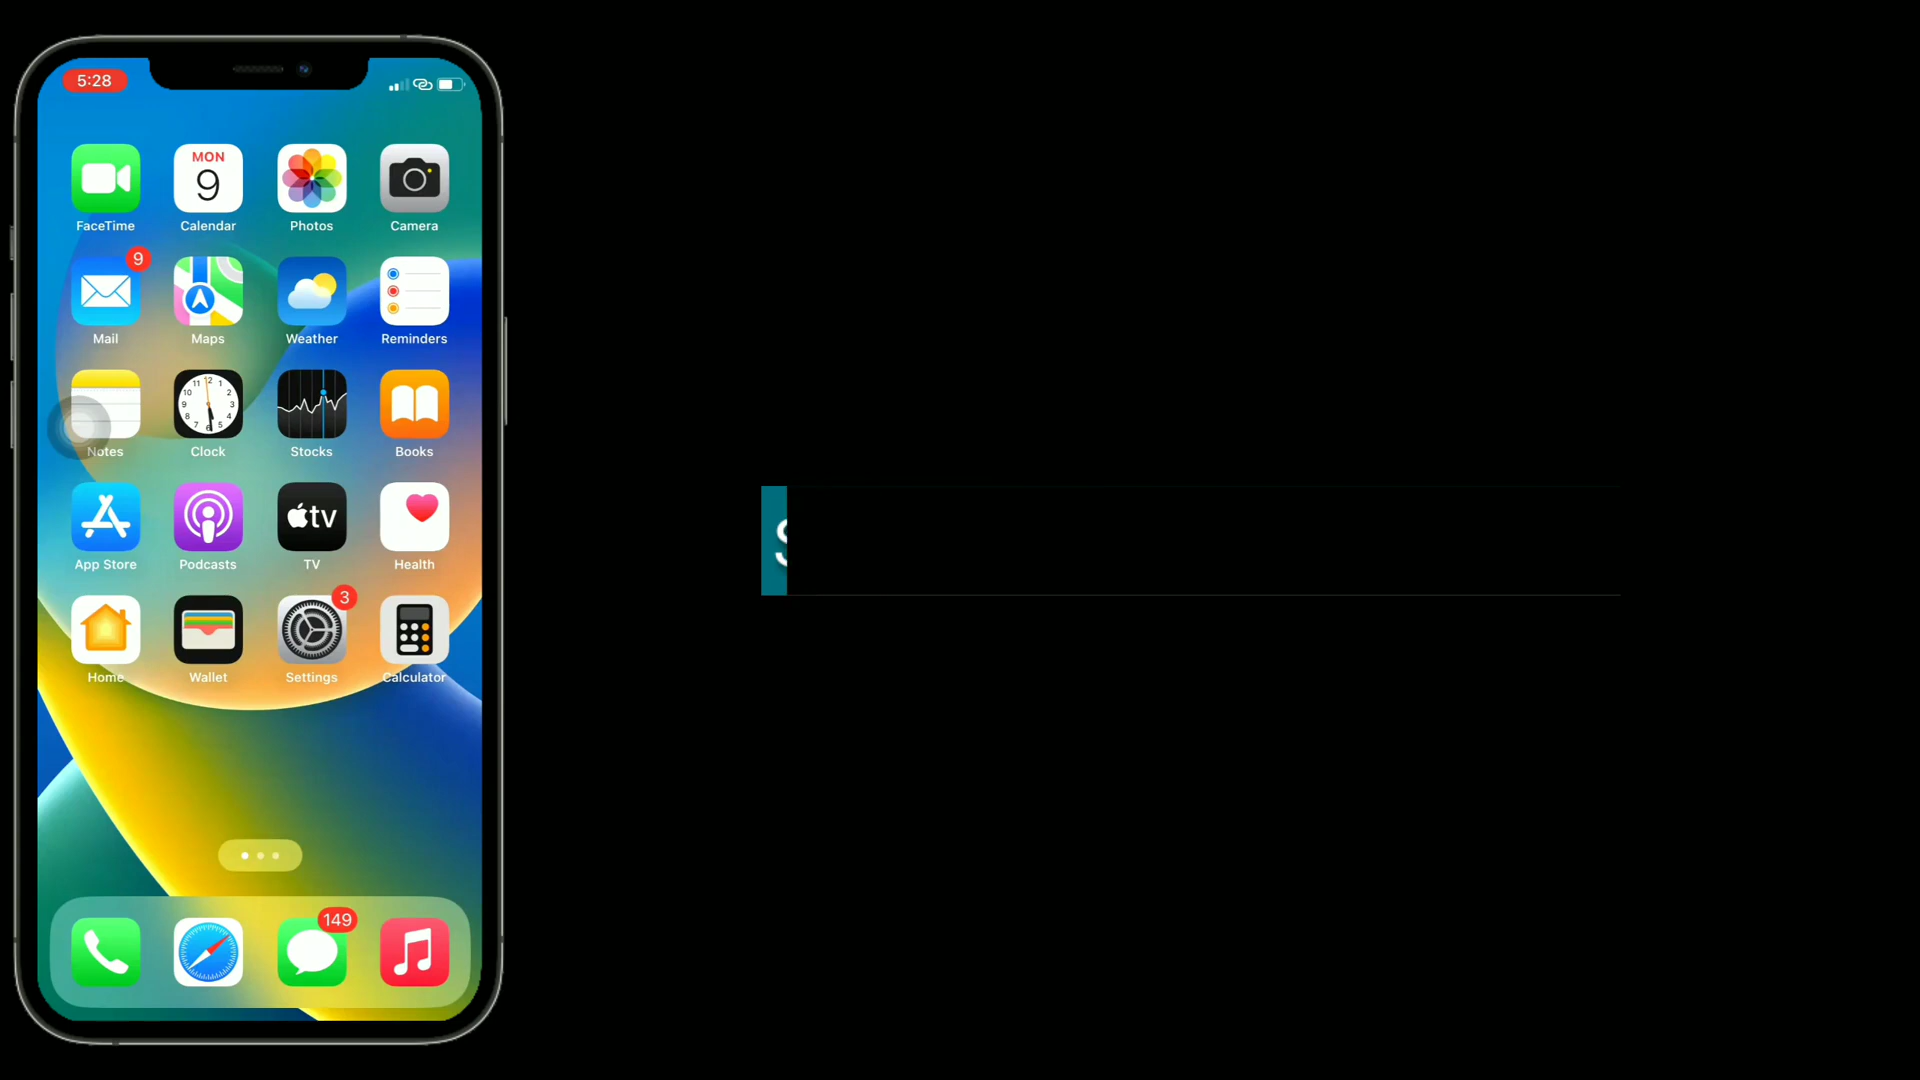 5:28
MON
9
FaceTime
Calendar
Photos
Camera
9
Mail
Maps
Weather
Reminders
Notes
Clock
Stocks
Books
tv
App Store
Podcasts
TV
Health
3
Home
Wallet
Settings
Calculator
149